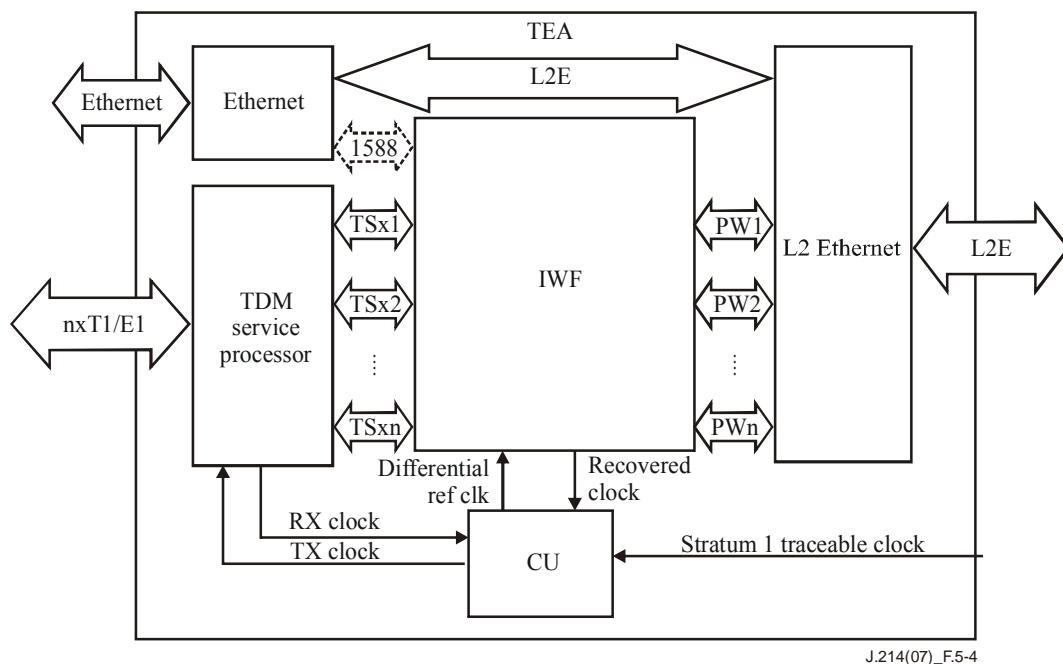 TEA
Ethernet
Ethernet
L2E
1588
TSx1
PW1
L2 Ethernet
L2E
IWF
nxT1/E1
TDM
service
processor
TSx2
PW2
TSxn
PWn
Differential
ref clk
Recovered
clock
RX clock
TX clock
CU
Stratum 1 traceable clock
J.214(07)_F.5-4